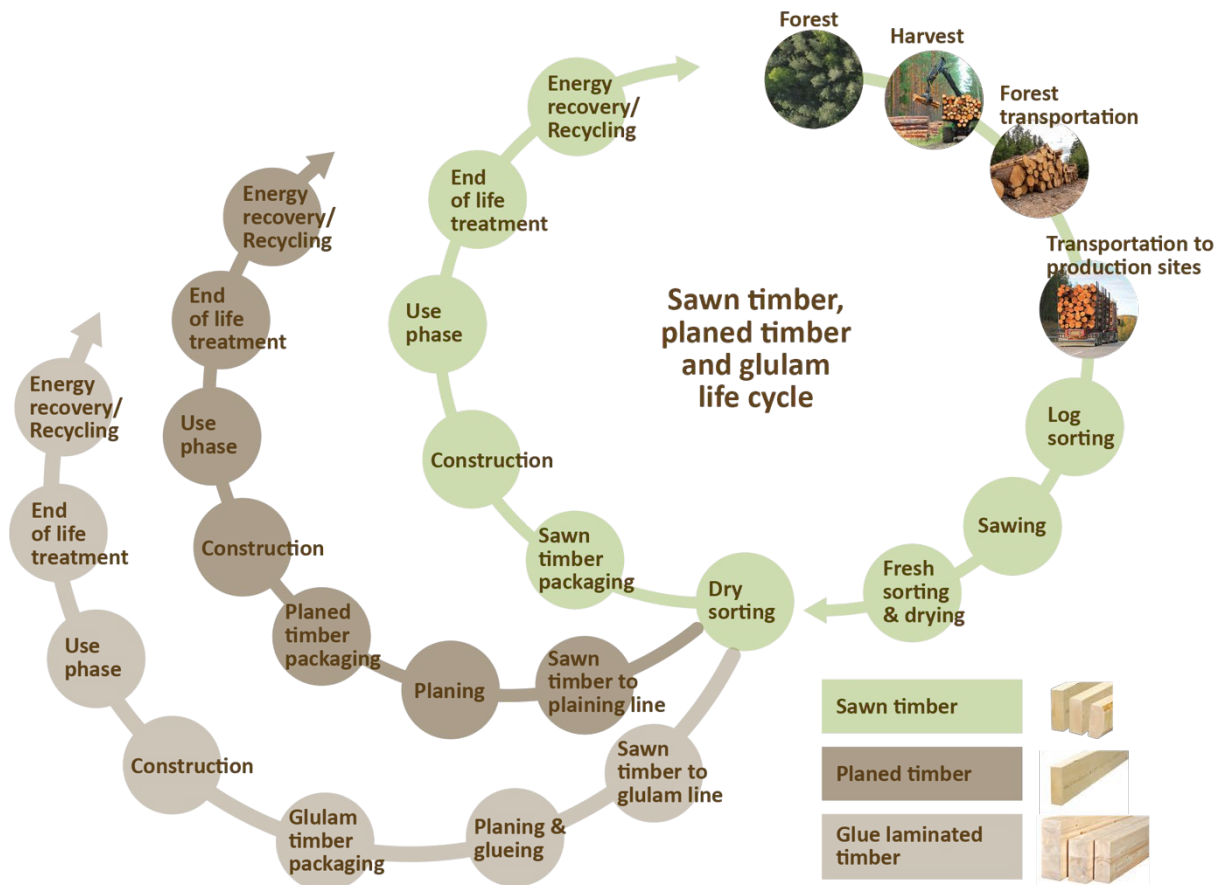 Forest
Harvest
Forest
transportation
Transportation to
production sites
Log
sorting
Sawing
Fresh
sorting
& drying
Dry
sorting
Sawn
timber
packaging
Construction
Use
phase
End
of life
treatment
Energy
recovery/
Recycling
Sawn timber,
planed timber
and glulam
life cycle
Sawn
timber to
plaining line
Planing
Planed
timber
packaging
Construction
Use
phase
End
of life
treatment
Energy
recovery/
Recycling
Sawn
timber to
glulam line
Planing &
glueing
Glulam
timber
packaging
Construction
Use
phase
End
of life
treatment
Energy
recovery/
Recycling
Sawn timber
Planed timber
Glue laminated
timber